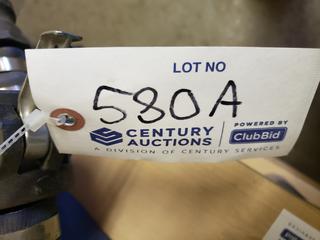 LOT NO
580A
CENTURY AUCTIONS
POWERED BY ClubBid
A DIVISION OF CENTURY SERVICES